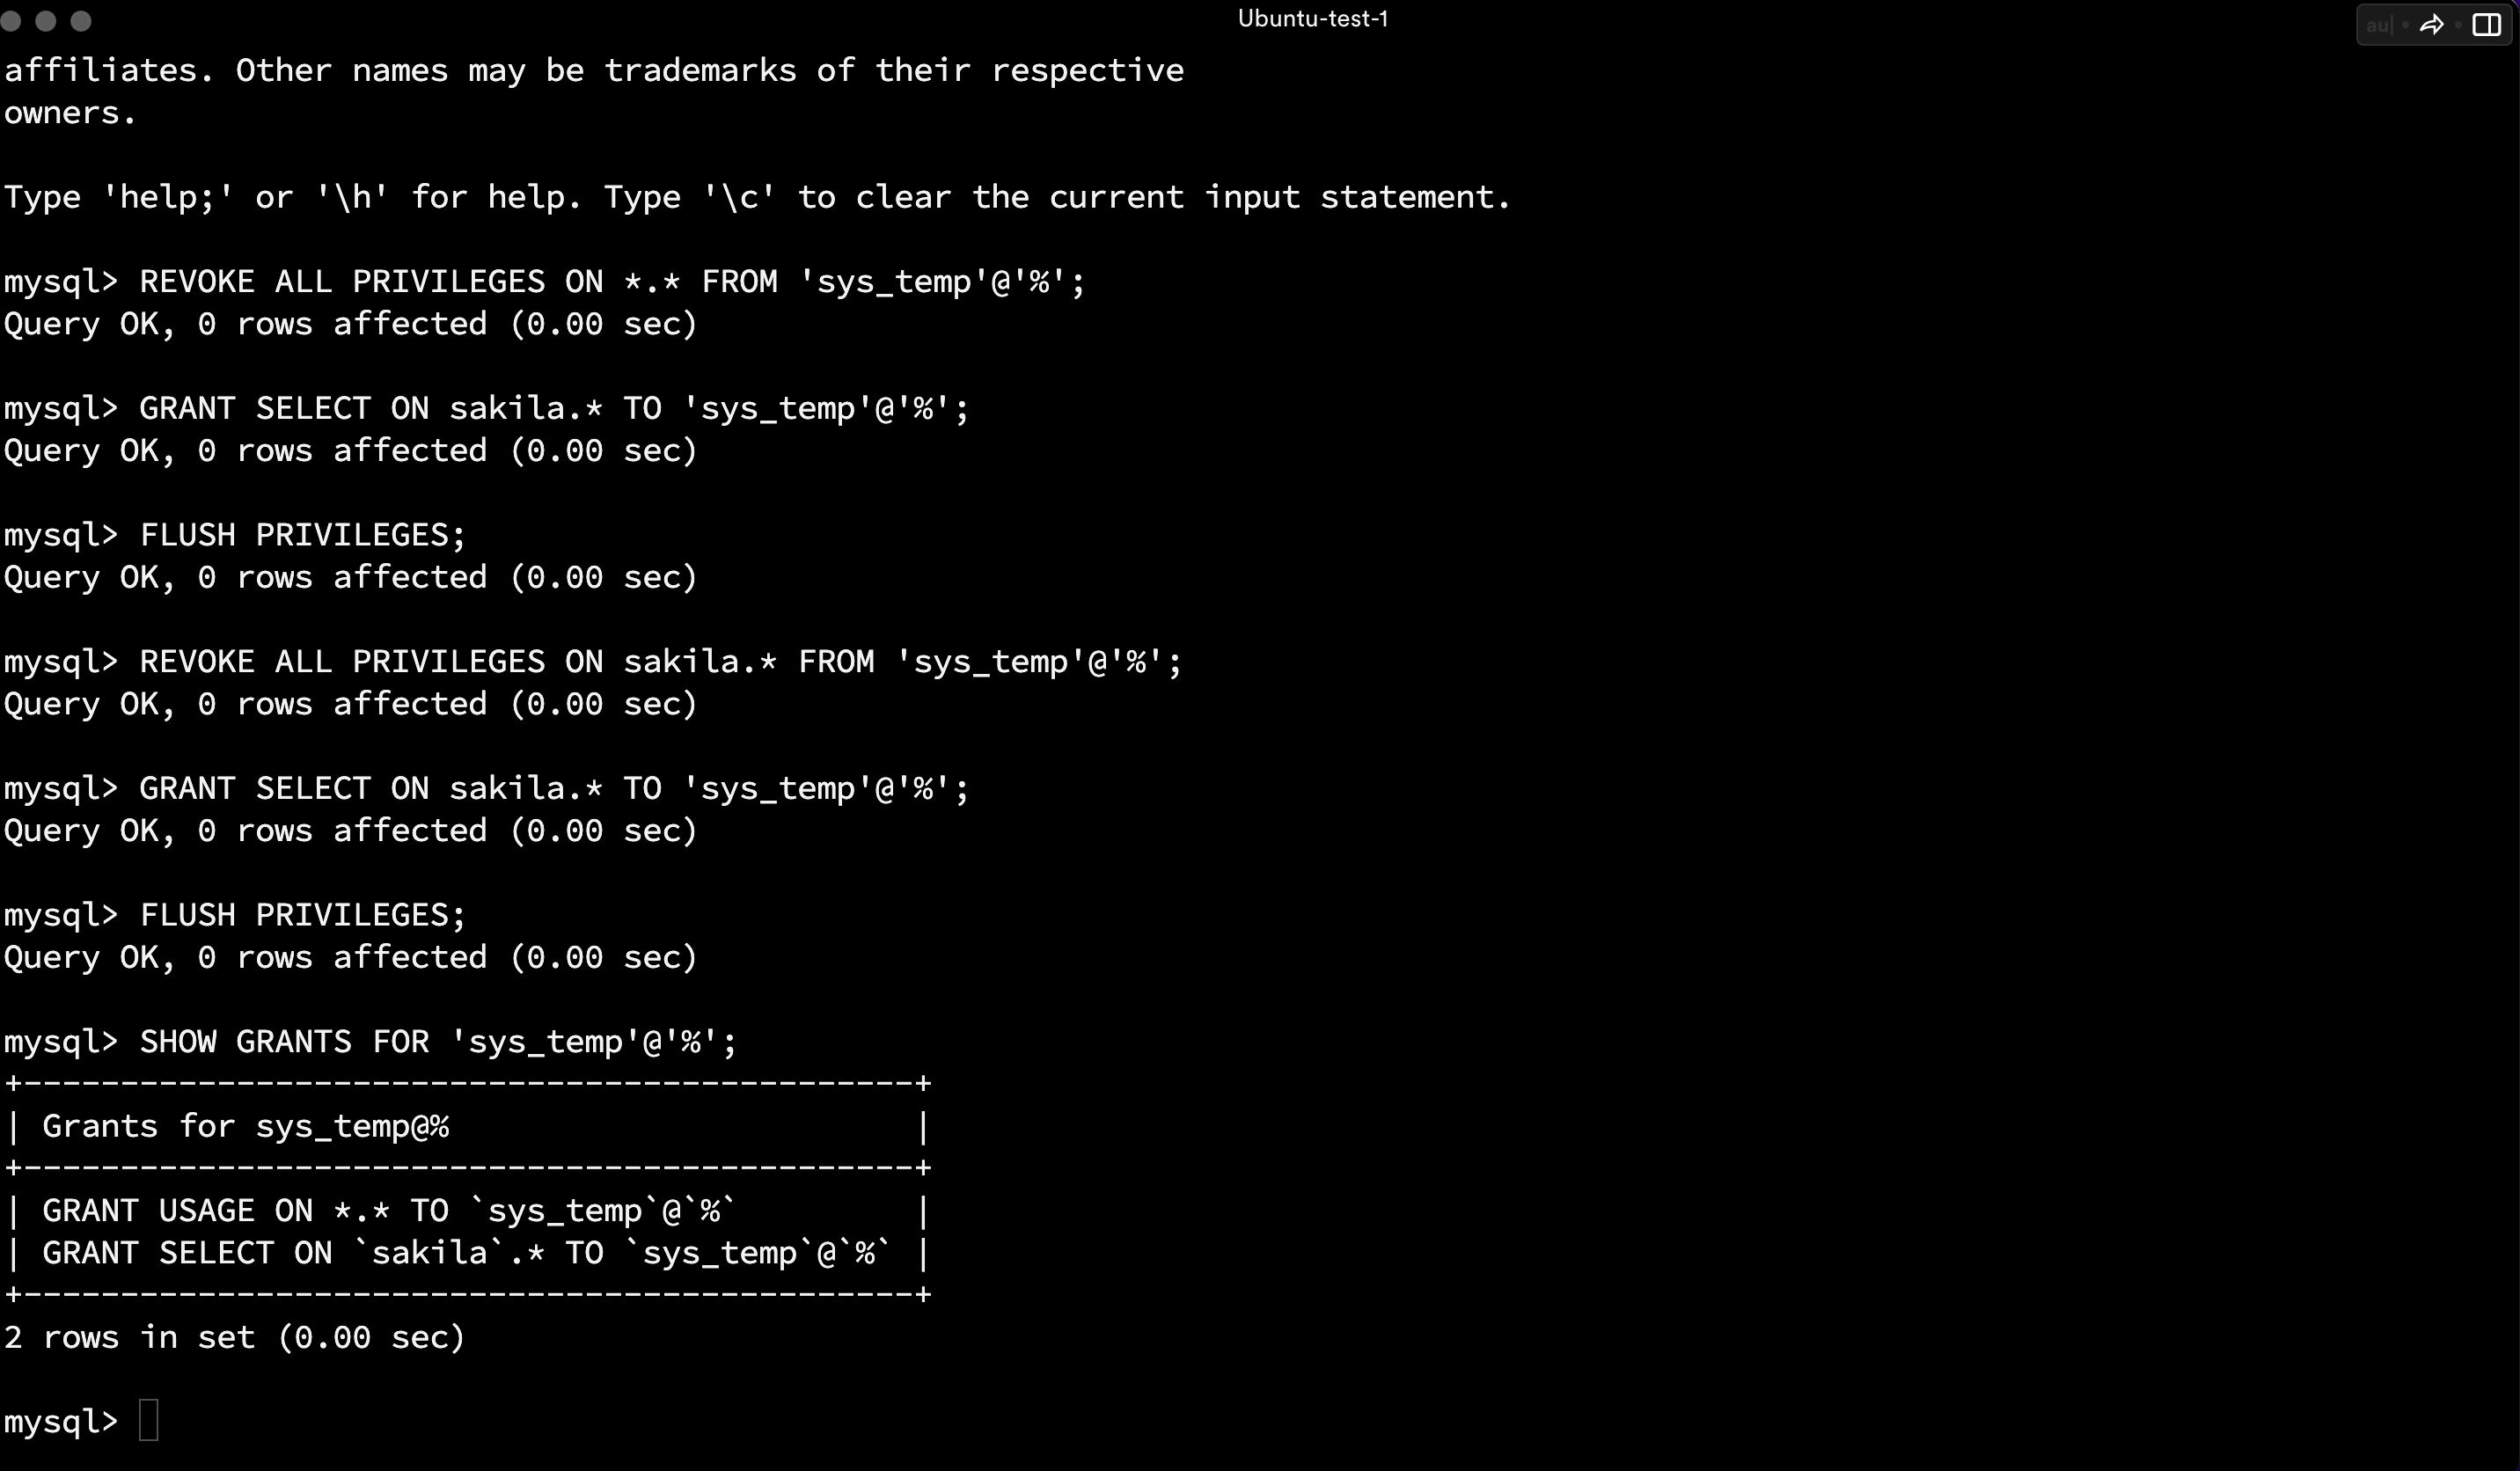 Ubuntu-test-1
affiliates. Other names may be trademarks of their respective
owners.
Type 'help;' or '\h' for help. Type '\c' to clear the current input statement.
mysql> REVOKE ALL PRIVILEGES ON *.* FROM 'sys_temp'@'%';
Query OK, 0 rows affected (0.00 sec)
mysql> GRANT SELECT ON sakila.* TO 'sys_temp'@'%';
Query OK, 0 rows affected (0.00 sec)
mysql> FLUSH PRIVILEGES;
Query OK, 0 rows affected (0.00 sec)
mysql> REVOKE ALL PRIVILEGES ON sakila.* FROM 'sys_temp'@'%';
Query OK, 0 rows affected (0.00 sec)
mysql> GRANT SELECT ON sakila.* TO 'sys_temp'@'%';
Query OK, 0 rows affected (0.00 sec)
mysql> FLUSH PRIVILEGES;
Query OK, 0 rows affected (0.00 sec)
mysql> SHOW GRANTS FOR 'sys_temp'@'%';
+----------------------------------------------+
| Grants for sys_temp@%                        |
+----------------------------------------------+
| GRANT USAGE ON *.* TO `sys_temp`@`%`         |
| GRANT SELECT ON `sakila`.* TO `sys_temp`@`%` |
+----------------------------------------------+
2 rows in set (0.00 sec)
mysql>